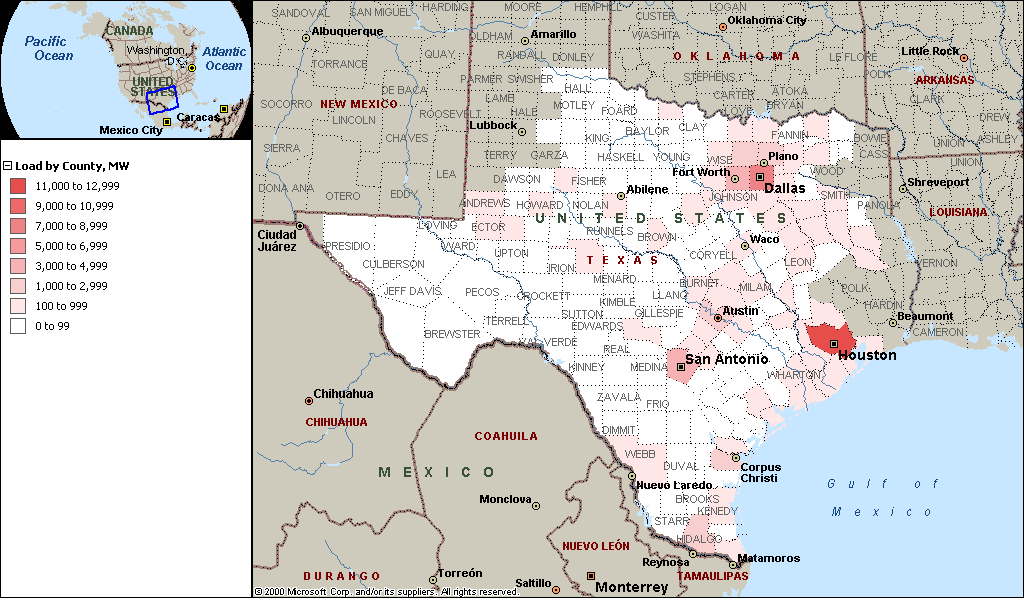 CANADA
Pacific
Ocean
Washington,
D.C.
Atlantic
Ocean
UNITED
STATES
Mexico City
Caracas
Load by County, MW
11,000 to 12,999
9,000 to 10,999
7,000 to 8,999
5,000 to 6,999
3,000 to 4,999
1,000 to 2,999
100 to 999
0 to 99
SANDOVAL
SAN MIGUEL
HARDING
MOORE
HEMPHILL
CUSTER
LOGAN
Oklahoma City
Albuquerque
OLDHAM
Amarillo
WASHITA
QUAY
RANDALL
DONLEY
OKLAHOMA
LE FLORE
Little Rock
TORRANCE
PARMER
SWISHER
STEPHENS
POLK
ARKANSAS
DE BACA
HALL
CARTER
ATOKA
SOCORRO
NEW MEXICO
LAMB
MOTLEY
FOARD
LOVE
BRYAN
CLARK
LINCOLN
ROOSEVELT
HALE
DREW
Lubbock
KING
BAYLOR
CLAY
FANNIN
BOWIE
UNION
ASHLEY
SIERRA
CHAVES
TERRY
GARZA
HASKELL
YOUNG
WISE
Plano
CASS
UNION
LEA
DAWSON
FISHER
Fort Worth
Dallas
WOOD
Shreveport
DONA ANA
OTERO
EDDY
ANDREWS
HOWARD
NOLAN
Abilene
JOHNSON
SMITH
PANOLA
LOUISIANA
UNITED STATES
Ciudad
Juárez
LOVING
ECTOR
RUNNELS
BROWN
Waco
PRESIDIO
WARD
UPTON
TEXAS
CORYELL
LEON
VERNON
CULBERSON
IRION
MENARD
BURNET
MILAM
POLK
JEFF DAVIS
PECOS
CROCKETT
KIMBLE
LLANO
HARDIN
SUTTON
GILLESPIE
Austin
Beaumont
TERRELL
EDWARDS
CAMERON
BREWSTER
VAL VERDE
REAL
Houston
KINNEY
MEDINA
San Antonio
WHARTON
Chihuahua
ZAVALA
FRIO
CHIHUAHUA
COAHUILA
DIMMIT
WEBB
DUVAL
Corpus
Christi
MEXICO
Nuevo Laredo
Gulf of
Mexico
Monclova
BROOKS
KENEDY
STARR
HIDALGO
NUEVO LEÓN
Reynosa
Matamoros
DURANGO
Torreón
Saltillo
Monterrey
TAMAULIPAS
© 2000 Microsoft Corp. and/or its suppliers. All rights reserved.